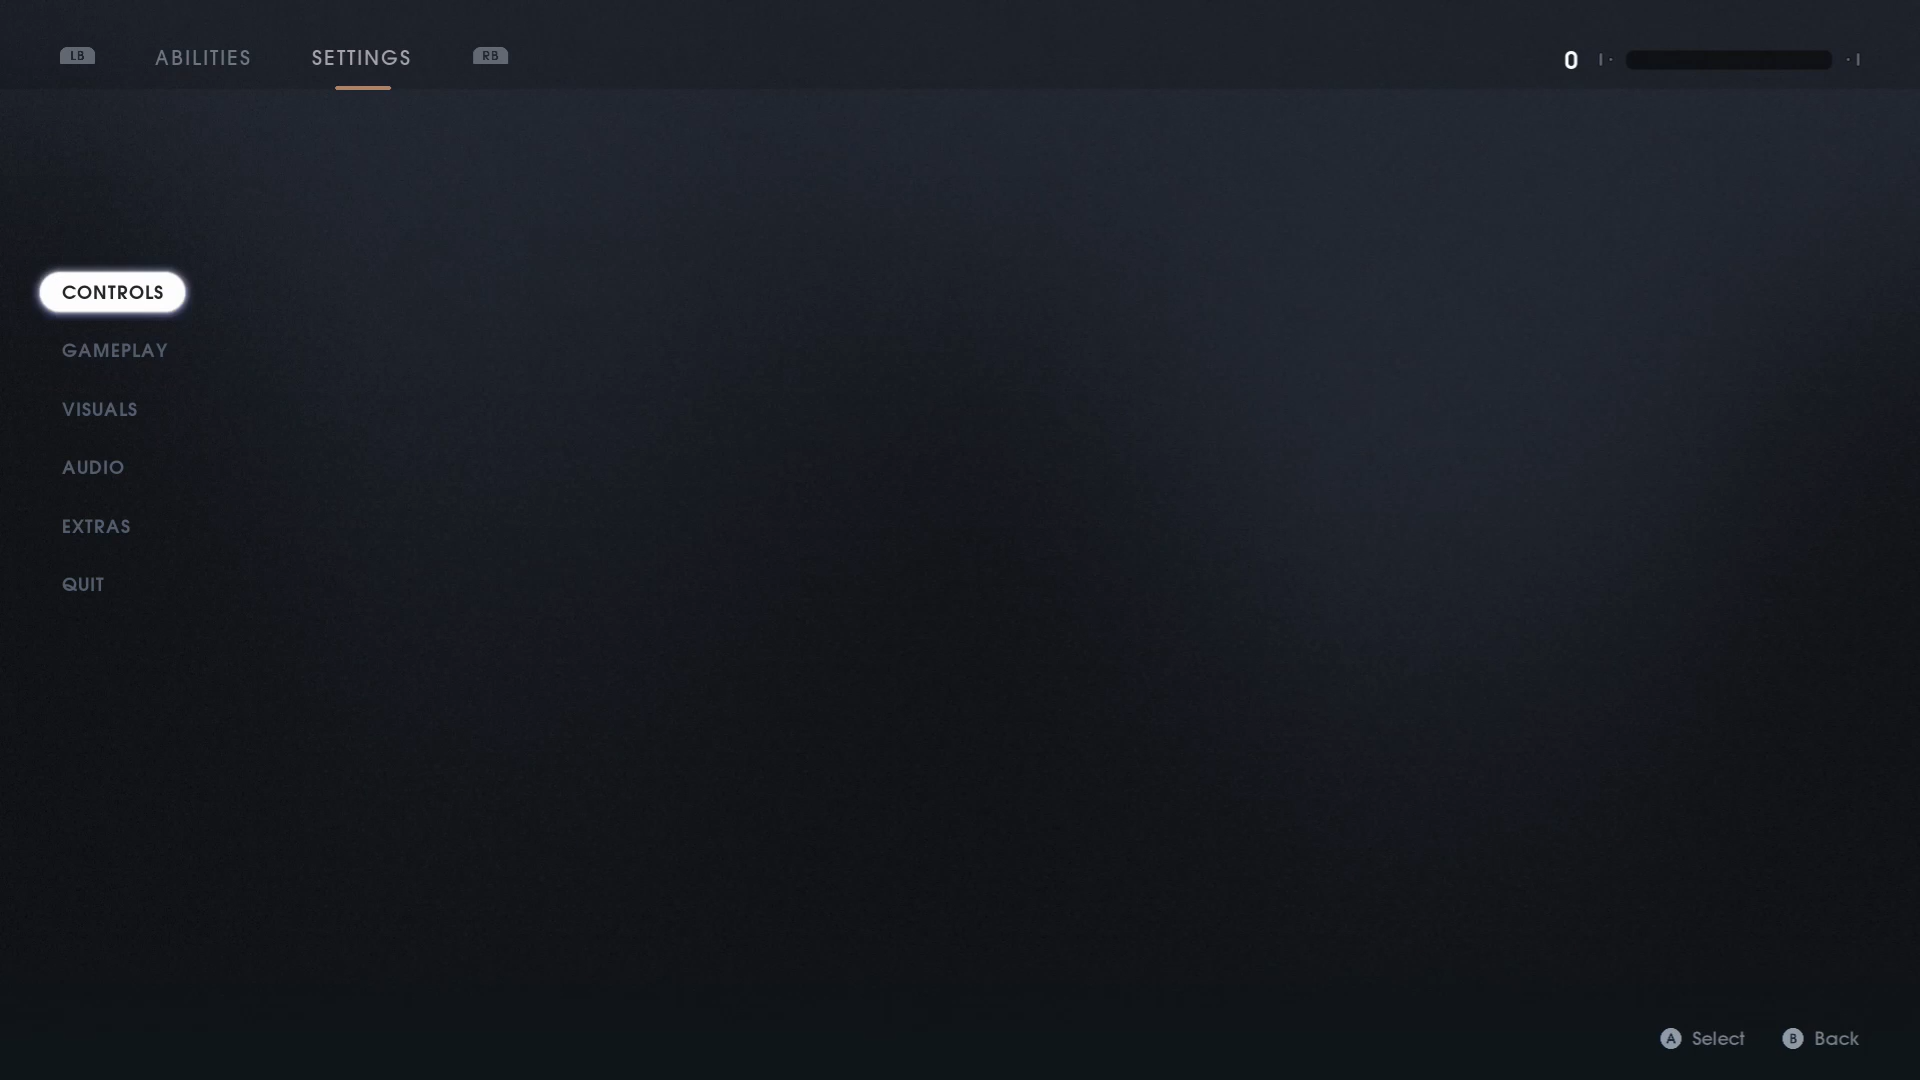 LB ABILITIES SETTINGS RB 0
CONTROLS
GAMEPLAY
VISUALS
AUDIO
EXTRAS
QUIT
A Select B Back